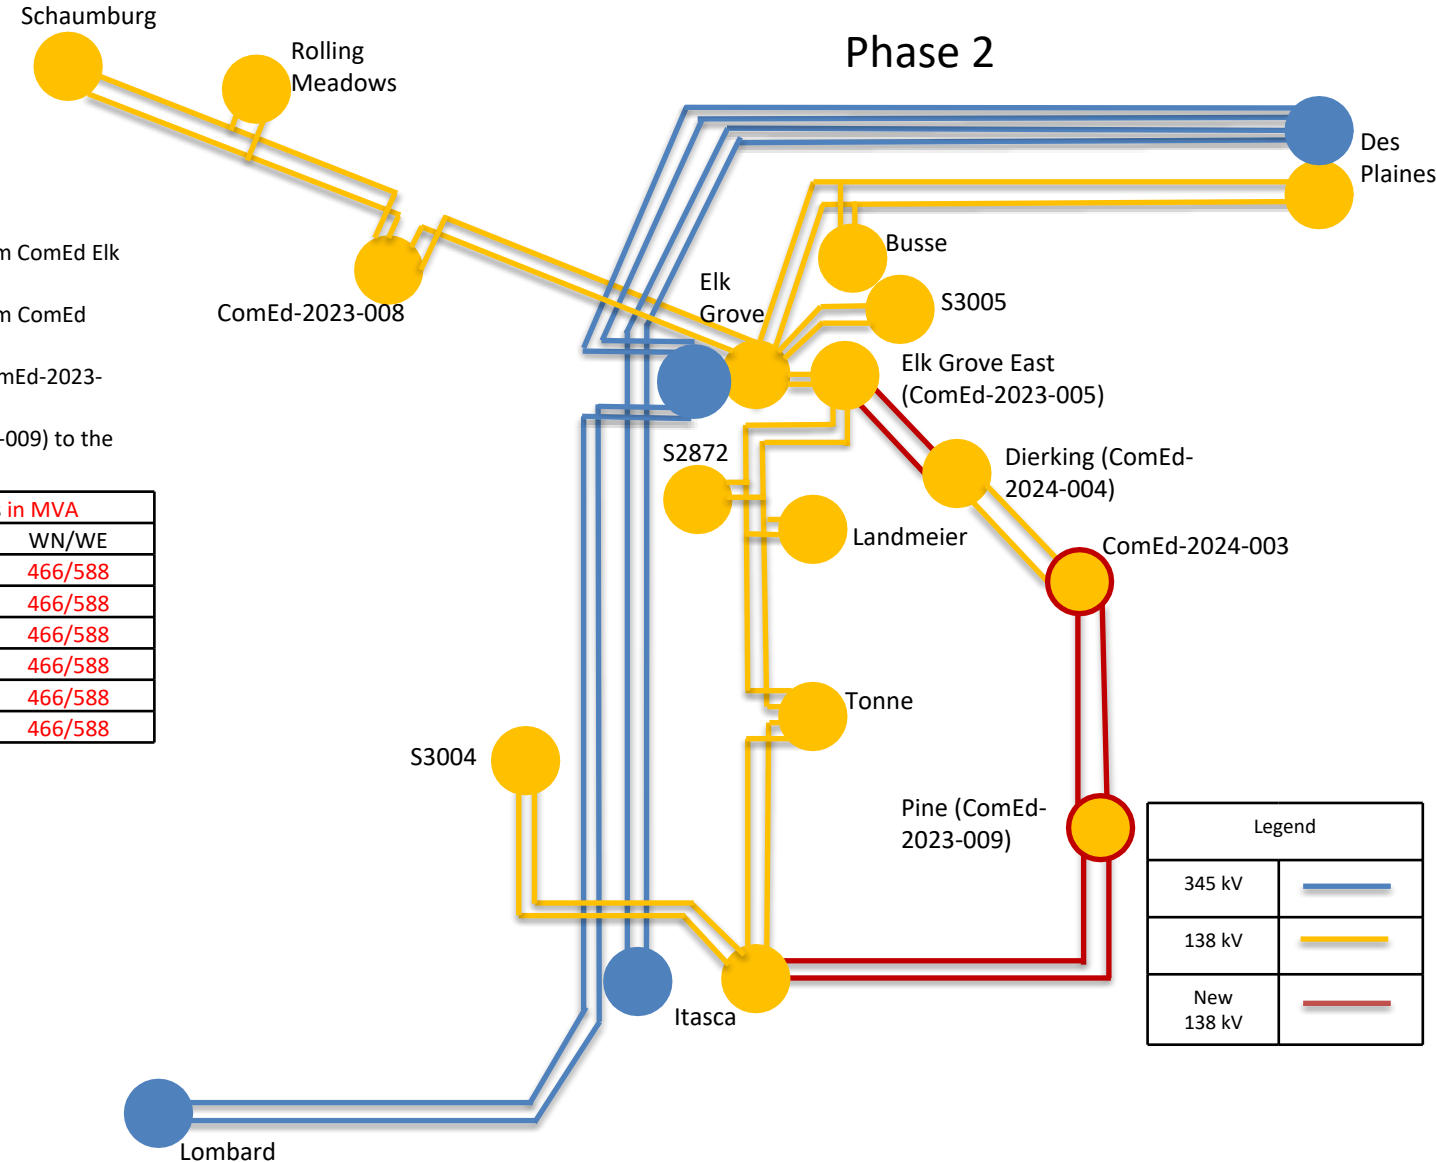 Schaumburg
Rolling
Meadows
Phase 2
Des
Plaines
m ComEd Elk
m ComEd
mEd-2023-
-009) to the
ComEd-2023-008
Elk
Grove
Busse
S3005
Elk Grove East
(ComEd-2023-005)
S2872
Dierking (ComEd-
2024-004)
Landmeier
ComEd-2024-003
s in MVA
WN/WE
466/588
466/588
466/588
466/588
466/588
466/588
Tonne
S3004
Pine (ComEd-
2023-009)
Legend
345 kV
138 kV
New
138 kV
Itasca
Lombard